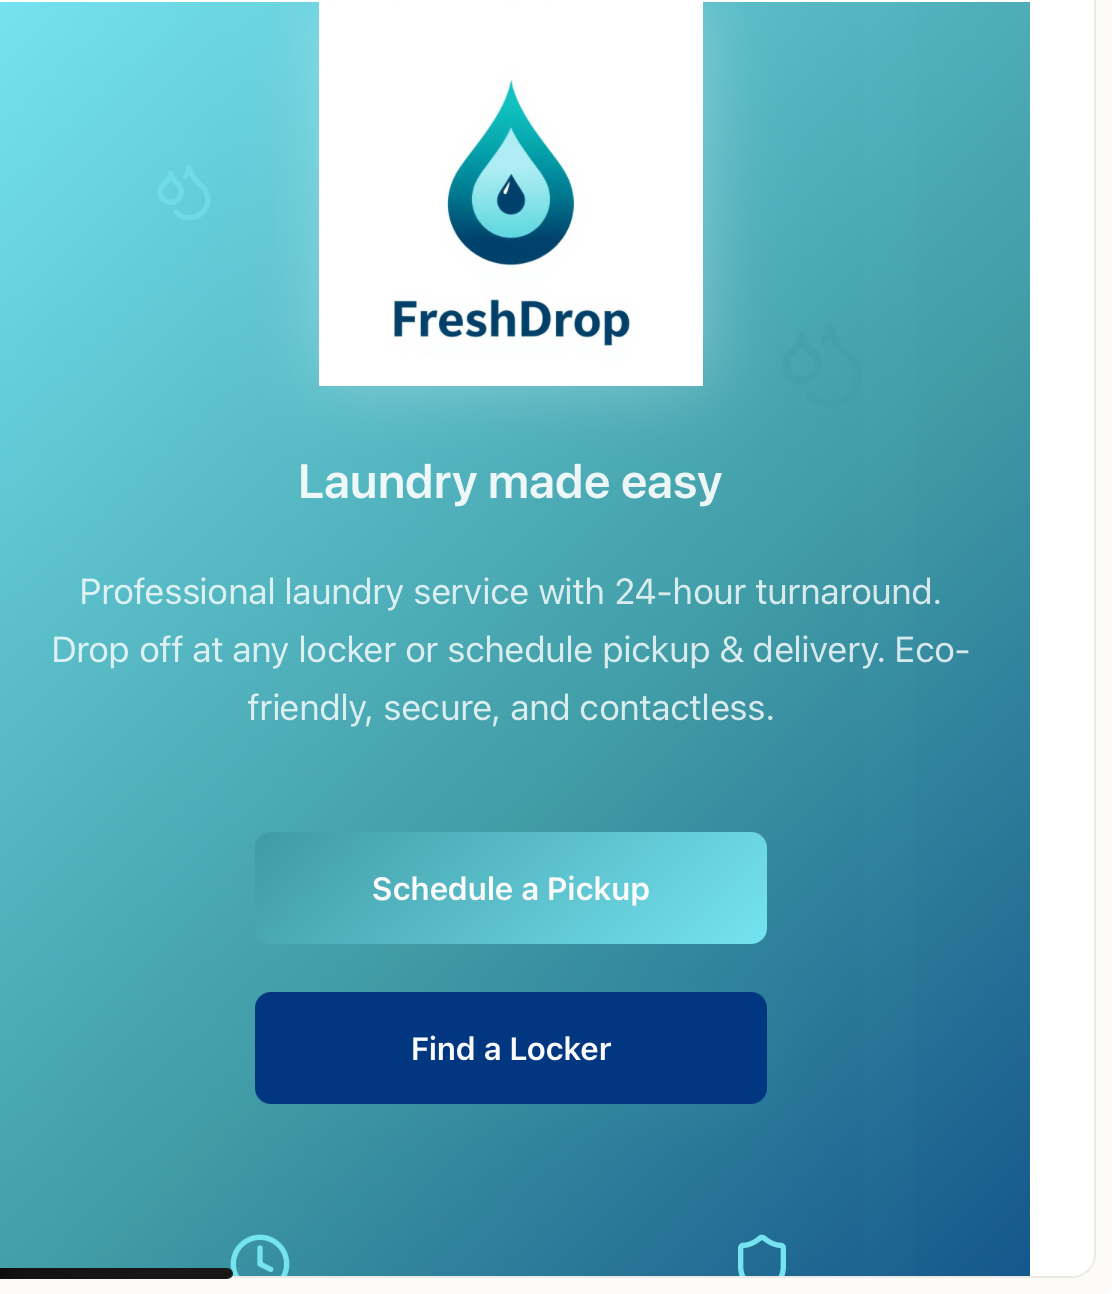 FreshDrop
Laundry made easy
Professional laundry service with 24-hour turnaround.
Drop off at any locker or schedule pickup & delivery. Eco-
friendly, secure, and contactless.
Schedule a Pickup
Find a Locker